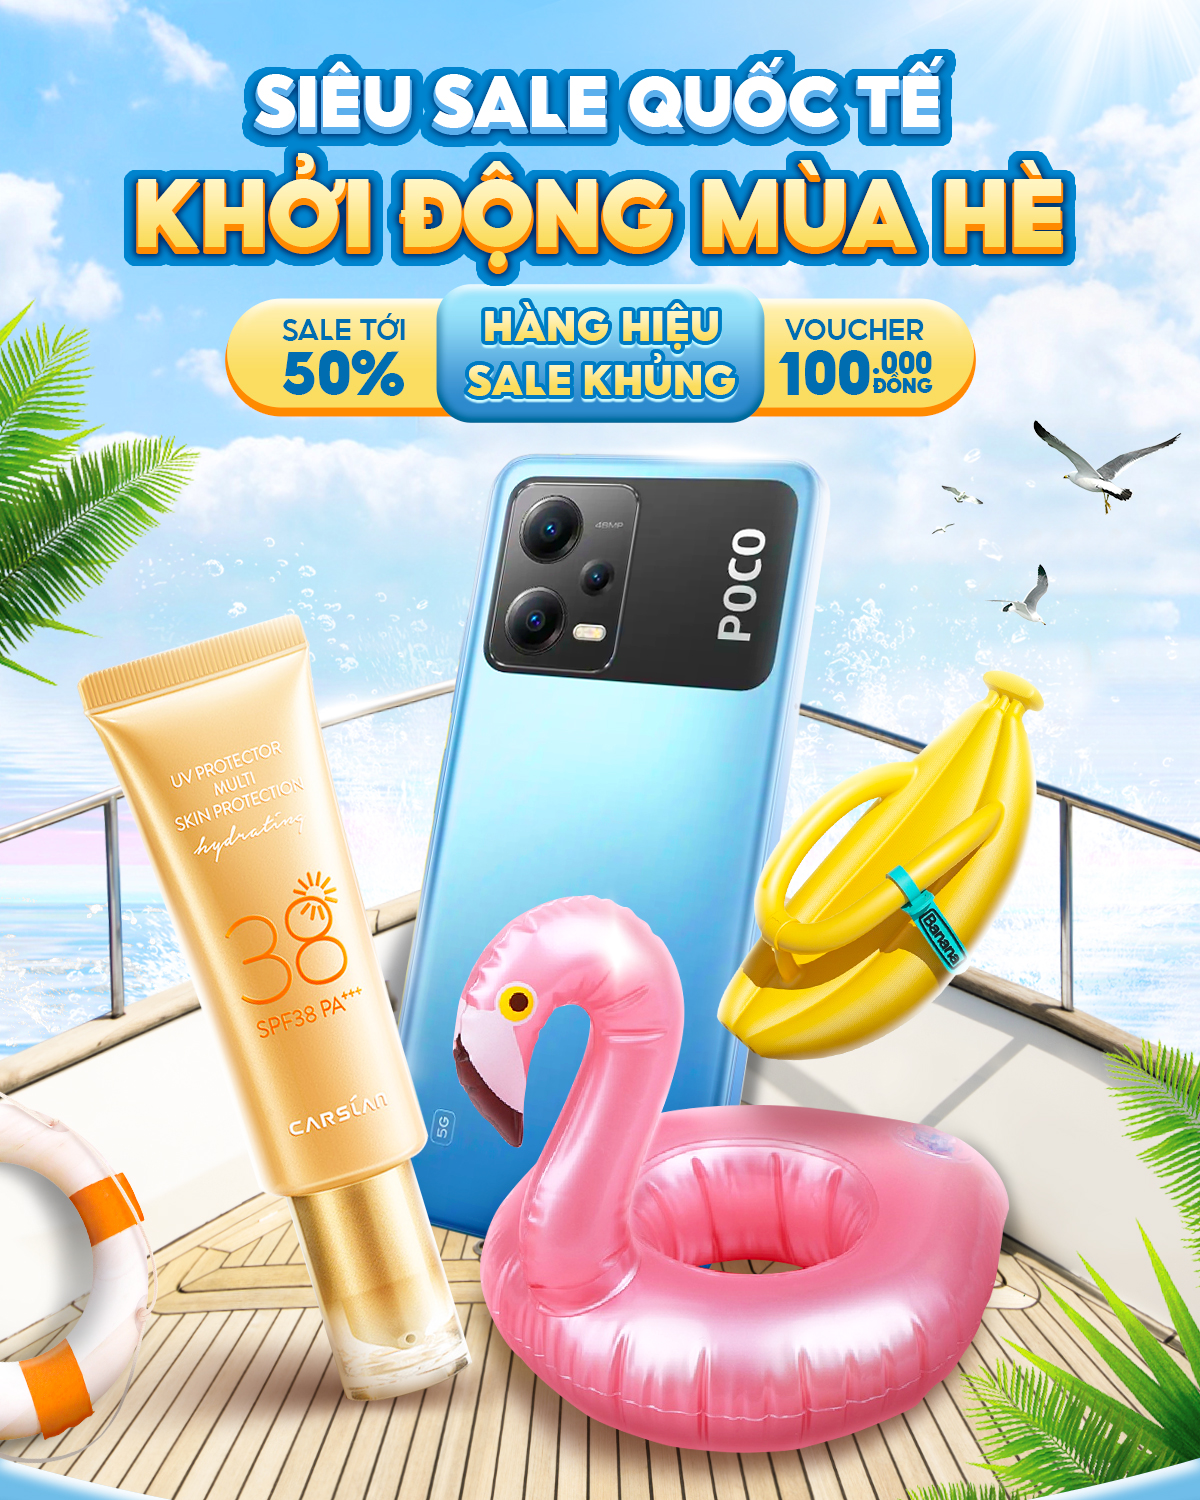 SIÊU SALE QUỐC TẾ
KHỞI ĐỘNG MÙA HÈ
SALE TỚI
50%
HÀNG HIỆU
SALE KHỦNG
VOUCHER
100.000
ĐỒNG
48MP
POCO
UV PROTECTOR
MULTI
SKIN PROTECTION
hydrating
38
SPF38 PA+++
CARSLAN
Banana
5G